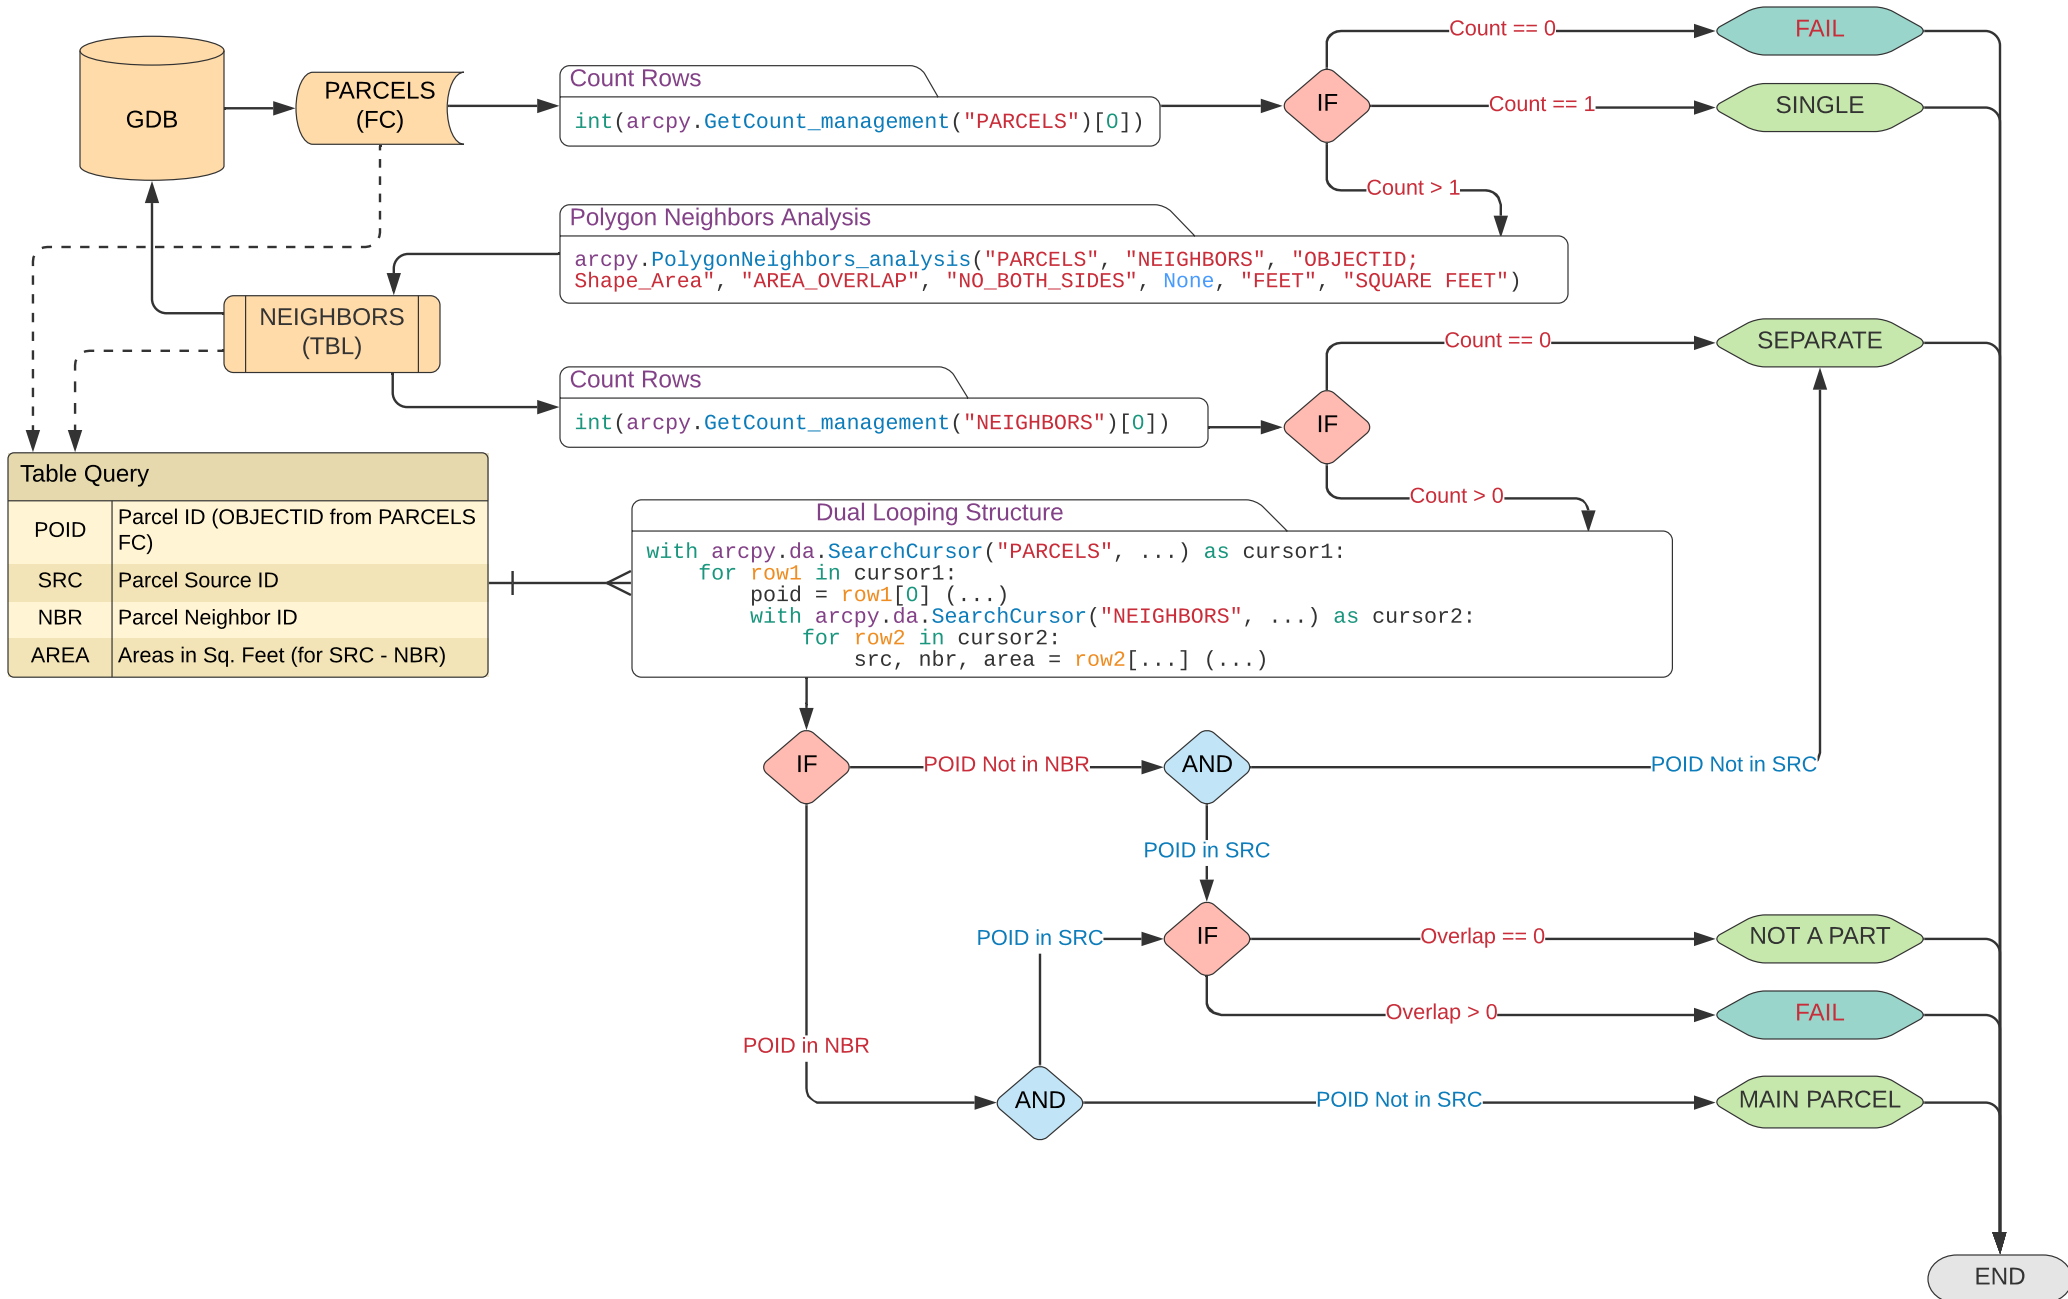 GDB
PARCELS
(FC)
Count Rows
int(arcpy.GetCount_management("PARCELS")[0])
IF
Count == 0
FAIL
Count == 1
SINGLE
Count > 1
Polygon Neighbors Analysis
arcpy.PolygonNeighbors_analysis("PARCELS", "NEIGHBORS", "OBJECTID;
Shape_Area", "AREA_OVERLAP", "NO_BOTH_SIDES", None, "FEET", "SQUARE FEET")
NEIGHBORS
(TBL)
Count Rows
int(arcpy.GetCount_management("NEIGHBORS")[0])
IF
Count == 0
SEPARATE
Count > 0
Table Query
POID
Parcel ID (OBJECTID from PARCELS
FC)
SRC
Parcel Source ID
NBR
Parcel Neighbor ID
AREA
Areas in Sq. Feet (for SRC - NBR)
Dual Looping Structure
with arcpy.da.SearchCursor("PARCELS", ...) as cursor1:
    for row1 in cursor1:
        poid = row1[0] (...)
        with arcpy.da.SearchCursor("NEIGHBORS", ...) as cursor2:
            for row2 in cursor2:
                src, nbr, area = row2[...] (...)
IF
POID Not in NBR
AND
POID Not in SRC
POID in SRC
POID in SRC
IF
Overlap == 0
NOT A PART
Overlap > 0
FAIL
POID in NBR
AND
POID Not in SRC
MAIN PARCEL
END